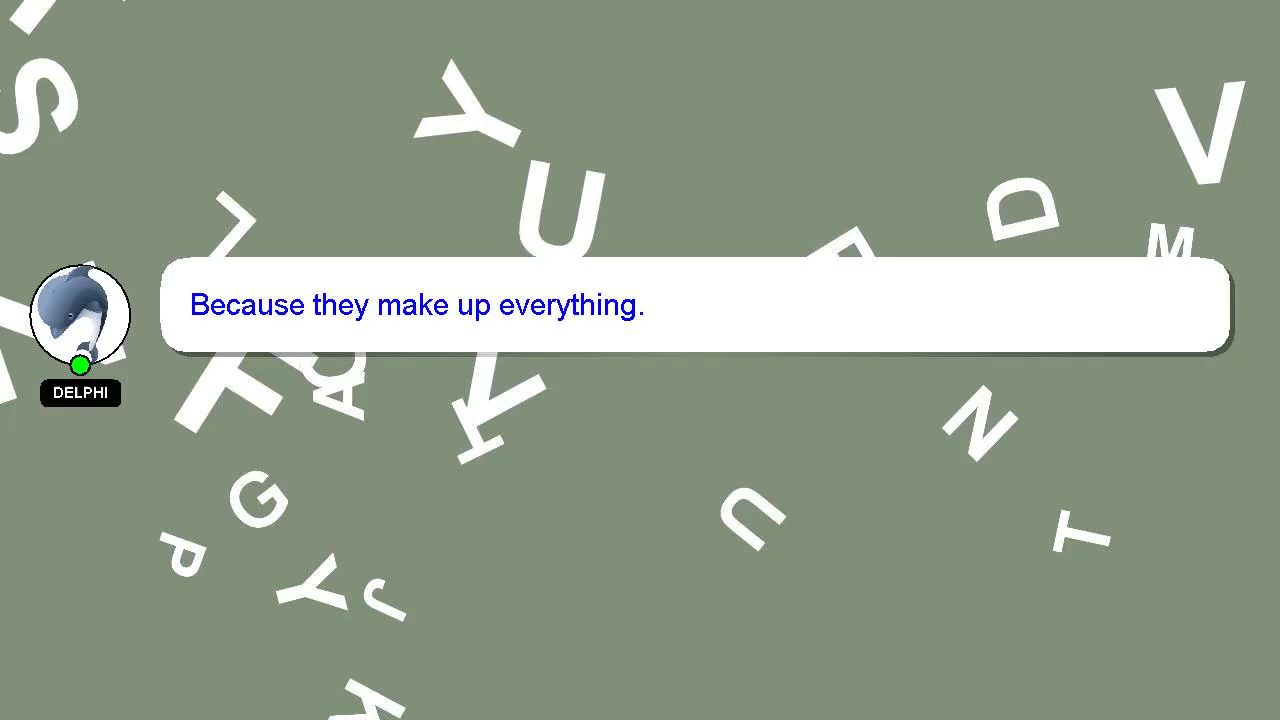 S
Y
V
U
D
L
M
Because they make up everything.
DELPHI
T
A
K
I
N
G
U
T
P
Y
J
K